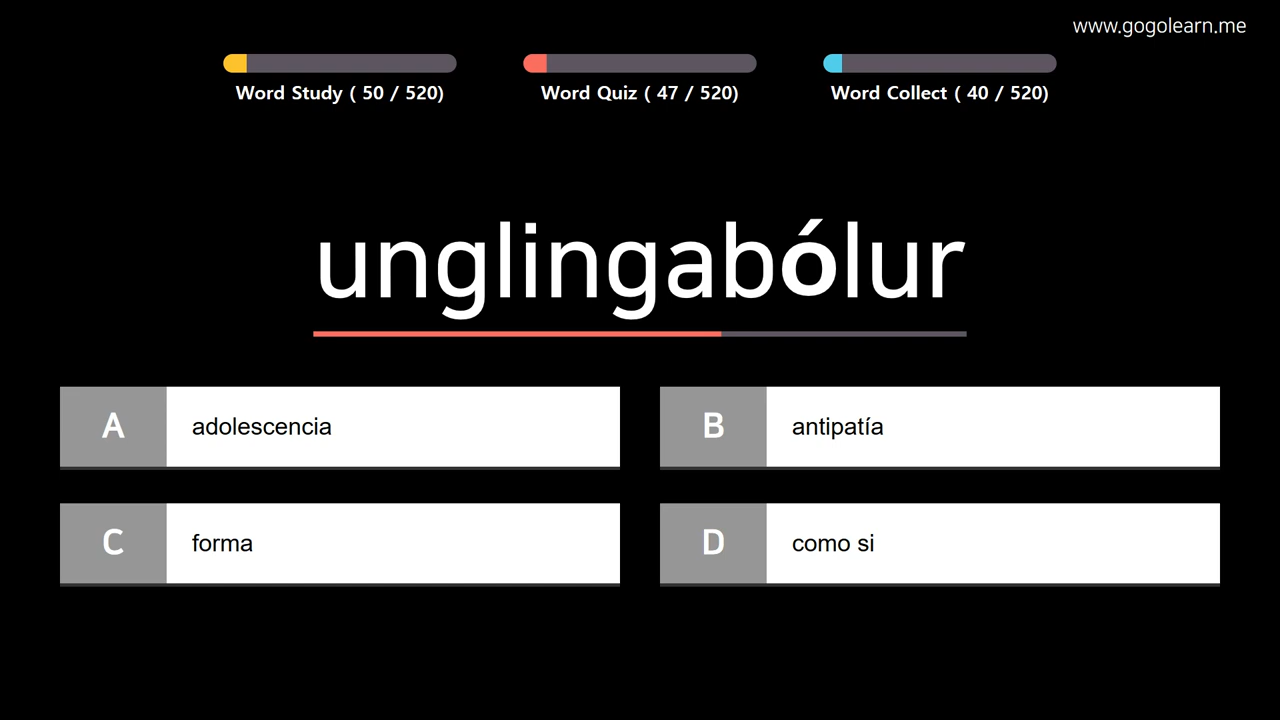 www.gogolearn.me
Word Study ( 50 / 520)
Word Quiz ( 47 / 520)
Word Collect ( 40 / 520)
unglingabólur
A adolescencia
B antipatía
C forma
D como si